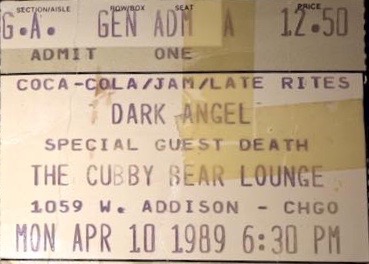 SECTION/AISLE ROW/BOX SEAT PRICE
G.A. GEN ADM A 12.50
ADMIT ONE
COCA-COLA/JAM/LATE RITES
DARK ANGEL
SPECIAL GUEST DEATH
THE CUBBY BEAR LOUNGE
1059 W. ADDISON - CHGO
MON APR 10 1989 6:30 PM